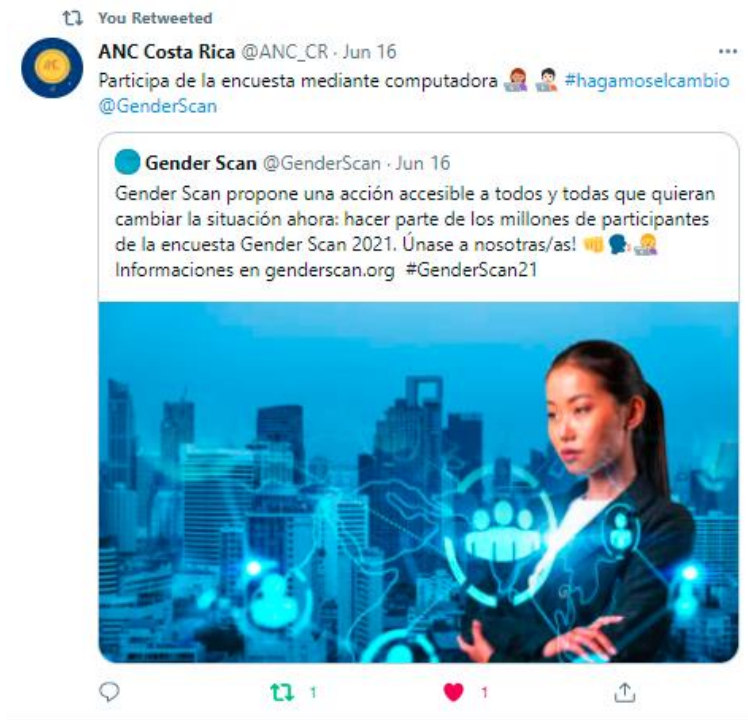 You Retweeted
ANC Costa Rica @ANC_CR · Jun 16
Participa de la encuesta mediante computadora 👩🏽‍💻 🧑🏻‍💻 #hagamoselcambio
@GenderScan
Gender Scan @GenderScan · Jun 16
Gender Scan propone una acción accesible a todos y todas que quieran
cambiar la situación ahora: hacer parte de los millones de participantes
de la encuesta Gender Scan 2021. Únase a nosotras/as! 👊🗣️👩🏼‍💻
Informaciones en genderscan.org #GenderScan21
1 1